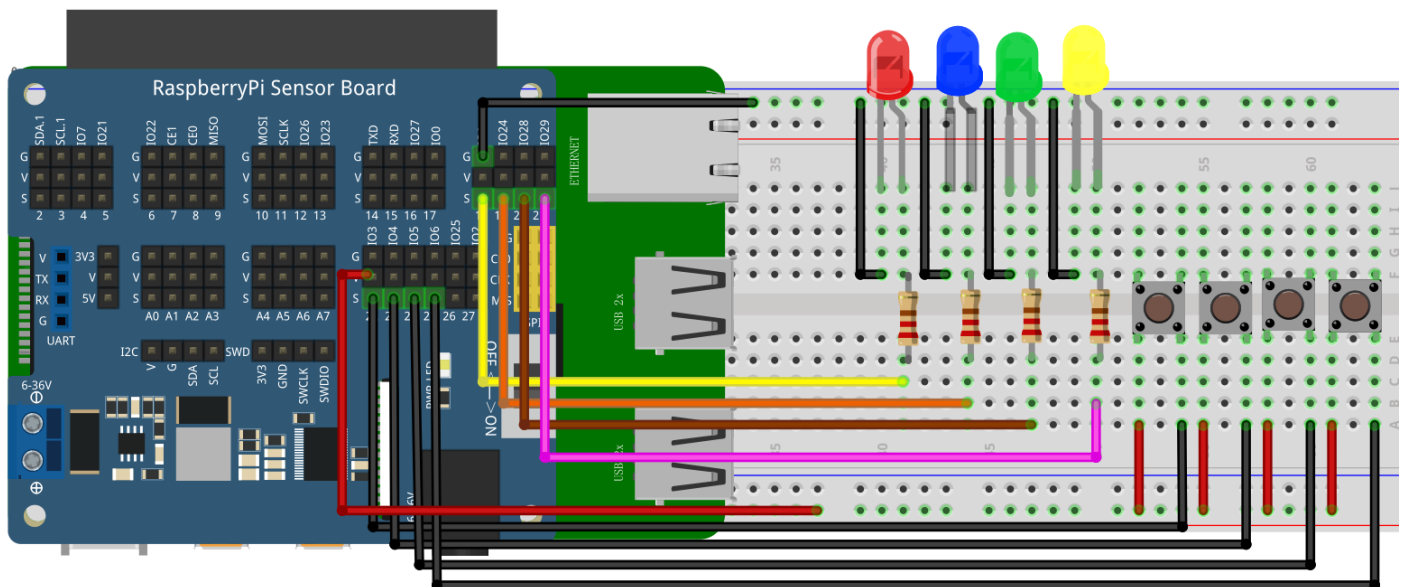 RaspberryPi Sensor Board
SDA.1 SCL.1 IO7 IO21
IO22 CE1 CE0 MISO
MOSI SCLK IO26 IO23
TXD RXD IO27 IO0
IO24 IO28 IO29
G G G G G
V V V V V
S S S S S
2 3 4 5 6 7 8 9 10 11 12 13 14 15 16 17
IO3 IO4 IO5 IO6 IO25
V 3V3 G G G
TX V V V V
RX 5V S S S
G
UART
A0 A1 A2 A3 A4 A5 A6 A7 26 27
I2C SWD
V G SDA SCL 3V3 GND SWCLK SWDIO
6-36V
OFF <—> ON
ETHERNET
USB 2x
USB 2x
35 55 60
J
I
H
G
F
E
D
C
B
A